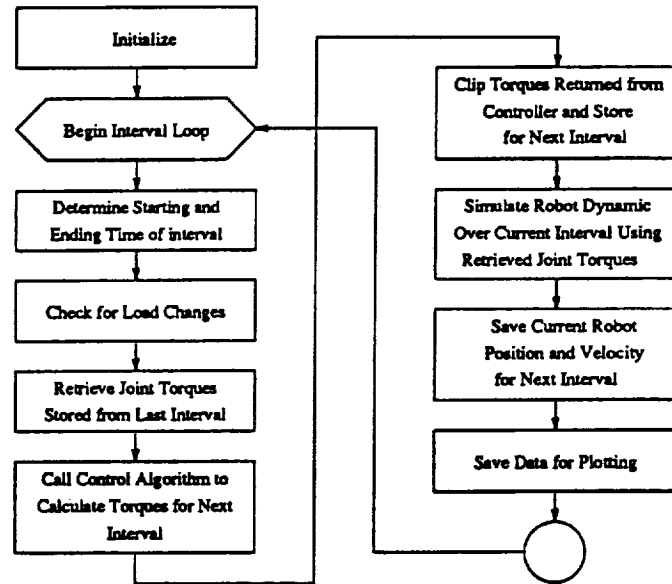 Initialize
Begin Interval Loop
Determine Starting and
Ending Time of interval
Check for Load Changes
Retrieve Joint Torques
Stored from Last Interval
Call Control Algorithm to
Calculate Torques for Next
Interval
Clip Torques Returned from
Controller and Store
for Next Interval
Simulate Robot Dynamic
Over Current Interval Using
Retrieved Joint Torques
Save Current Robot
Position and Velocity
for Next Interval
Save Data for Plotting